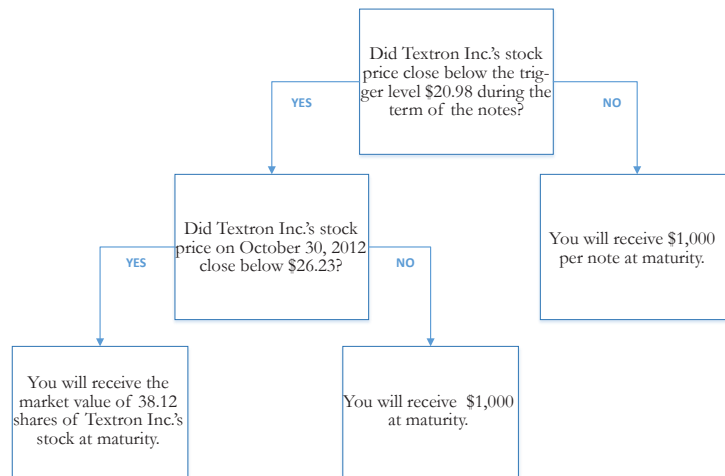 Did Textron Inc.'s stock
price close below the trig-
ger level $20.98 during the
term of the notes?
YES
NO
Did Textron Inc.'s stock
price on October 30, 2012
close below $26.23?
You will receive $1,000
per note at maturity.
YES
NO
You will receive the
market value of 38.12
shares of Textron Inc.'s
stock at maturity.
You will receive $1,000
at maturity.